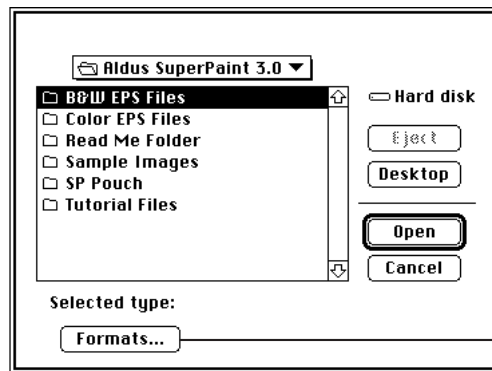 Aldus SuperPaint 3.0
B&W EPS Files
Color EPS Files
Read Me Folder
Sample Images
SP Pouch
Tutorial Files
Hard disk
Eject
Desktop
Open
Cancel
Selected type:
Formats...